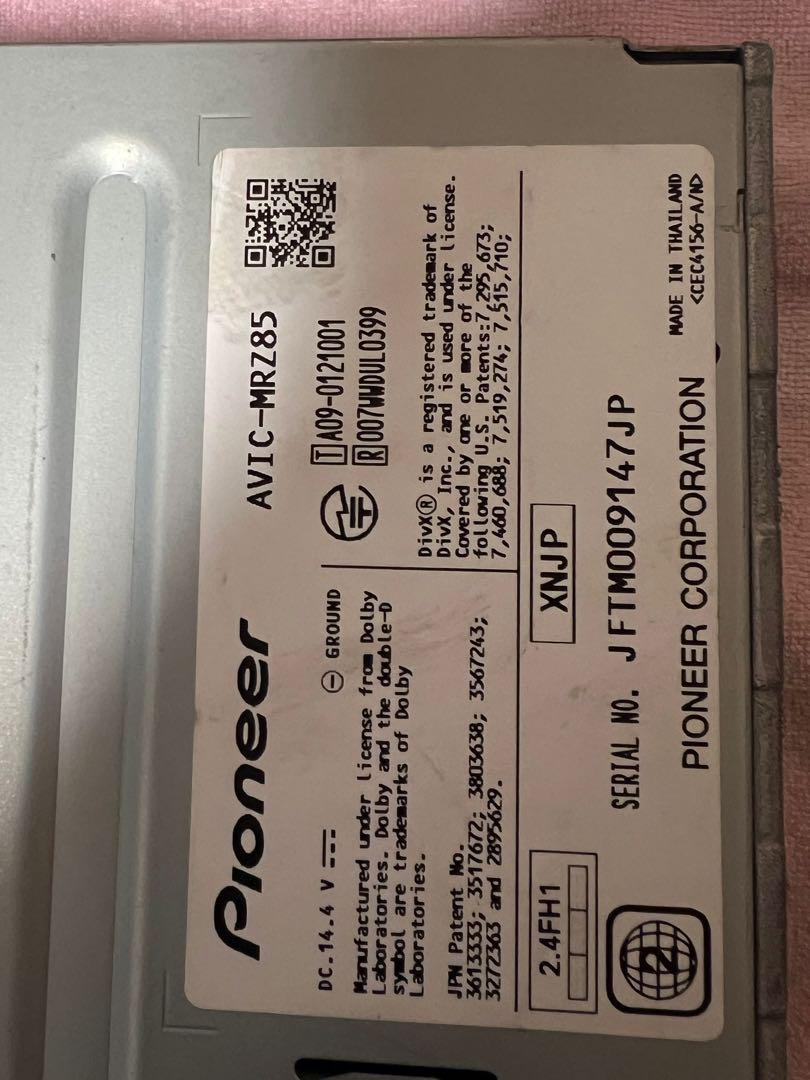 Pioneer
AVIC-MRZ85
DC.14.4 V
⊖ GROUND
Manufactured under license from Dolby
Laboratories. Dolby and the double-D
symbol are trademarks of Dolby
Laboratories.
JPN Patent No.
3613333; 3517672; 3803638; 3567243;
3272363 and 2895629.
T A09-0121001
R 007WWDUL0399
DivX® is a registered trademark of
DivX, Inc., and is used under license.
Covered by one or more of the
following U.S. Patents:7,295,673;
7,460,688; 7,519,274; 7,515,710;
2.4FH1
XNJP
2
SERIAL NO. JFTM009147JP
PIONEER CORPORATION
MADE IN THAILAND
<CEC4156-A/N>